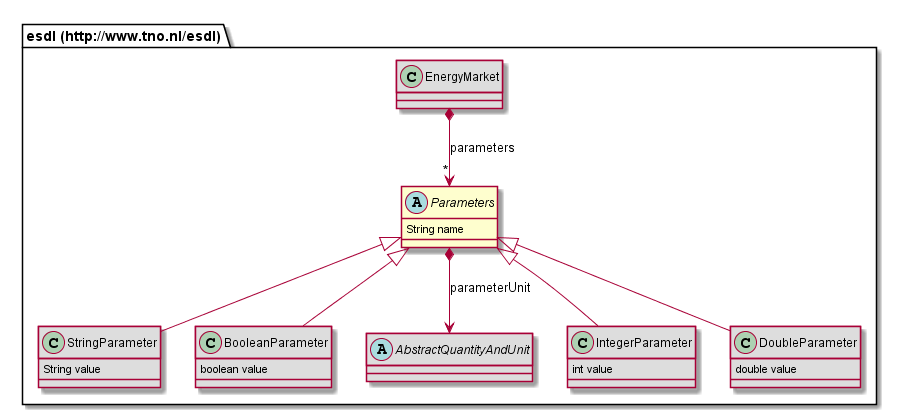 esdl (http://www.tno.nl/esdl)
C EnergyMarket
parameters
*
A Parameters
String name
parameterUnit
C StringParameter
String value
C BooleanParameter
boolean value
A AbstractQuantityAndUnit
C IntegerParameter
int value
C DoubleParameter
double value